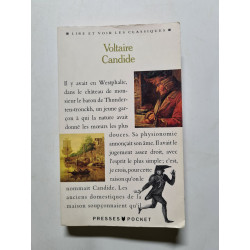 • LIRE ET VOIR LES CLASSIQUES •
Voltaire
Candide
Il y avait en Westphalie,
dans le château de mon-
sieur le baron de Thunder-
ten-tronckh, un jeune gar-
çon à qui la nature avait
donné les mœurs les plus
douces. Sa physionomie
annonçait son âme. Il avait le
jugement assez droit, avec
l'esprit le plus simple ; c'est,
je crois, pour cette
raison qu'on le
nommait Candide. Les
anciens domestiques de la
maison soupçonnaient qu'il
PRESSES POCKET